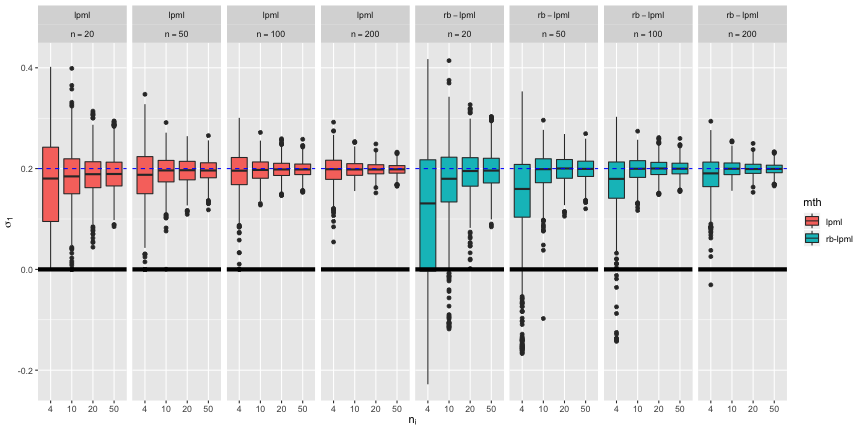 lpml lpml lpml lpml rb − lpml rb − lpml rb − lpml rb − lpml
n = 20 n = 50 n = 100 n = 200 n = 20 n = 50 n = 100 n = 200
0.4
0.2
0.0
-0.2
σ₁
4 10 20 50 4 10 20 50 4 10 20 50 4 10 20 50 4 10 20 50 4 10 20 50 4 10 20 50 4 10 20 50
nᵢ
mth
lpml
rb-lpml